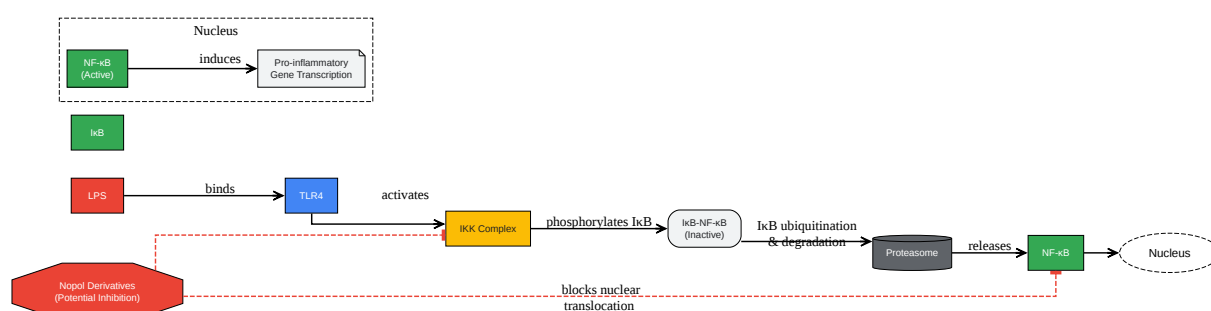 Nucleus
NF-κB
(Active)
induces
Pro-inflammatory
Gene Transcription
IκB
LPS
binds
TLR4
activates
IKK Complex
phosphorylates IκB
IκB-NF-κB
(Inactive)
IκB ubiquitination
& degradation
Proteasome
releases
NF-κB
Nucleus
Nopol Derivatives
(Potential Inhibition)
blocks nuclear
translocation